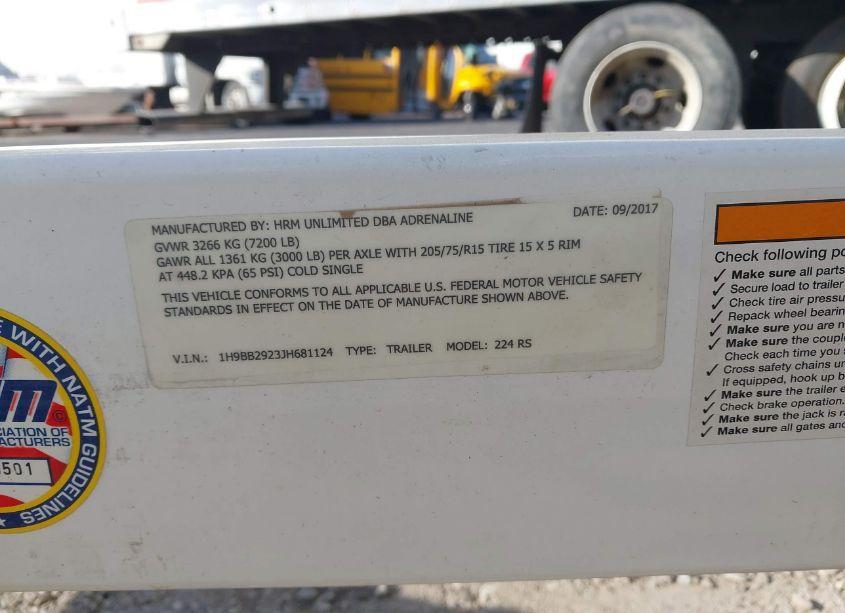 MANUFACTURED BY: HRM UNLIMITED DBA ADRENALINE DATE: 09/2017
GVWR 3266 KG (7200 LB)
GAWR ALL 1361 KG (3000 LB) PER AXLE WITH 205/75/R15 TIRE 15 X 5 RIM
AT 448.2 KPA (65 PSI) COLD SINGLE
THIS VEHICLE CONFORMS TO ALL APPLICABLE U.S. FEDERAL MOTOR VEHICLE SAFETY
STANDARDS IN EFFECT ON THE DATE OF MANUFACTURE SHOWN ABOVE.
V.I.N.: 1H9BB2923JH681124 TYPE: TRAILER MODEL: 224 RS
WITH NATM GUIDELINES
©
OF
501
Check following
✓ Make sure all parts
✓ Secure load to trailer
✓ Check tire air
✓ Repack wheel
✓ Make sure you are
✓ Make sure the
Check each time you
✓ Cross safety chains
If equipped, hook up
✓ Make sure the trailer
✓ Check brake operation.
✓ Make sure the jack is
✓ Make sure all gates